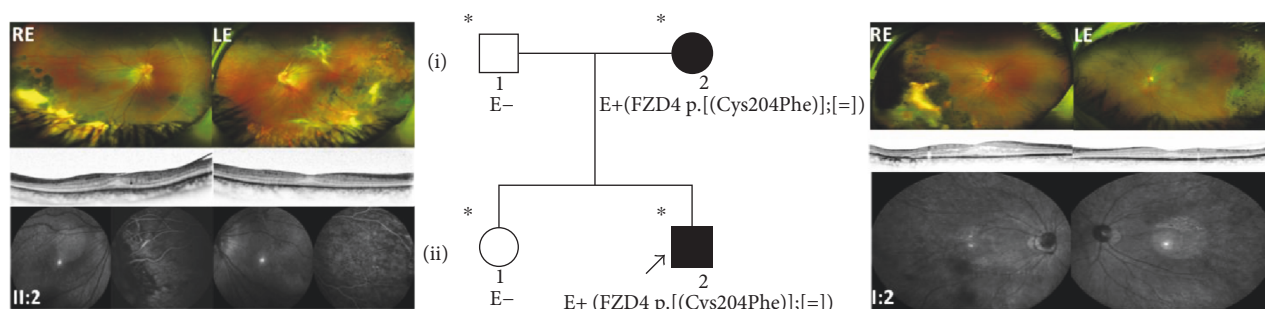 RE LE
II:2
(i)
*
*
1
E−
2
E+(FZD4 p.[(Cys204Phe)];[=])
(ii)
*
*
1
E−
2
E+ (FZD4 p.[(Cys204Phe)];[=])
RE LE
I:2